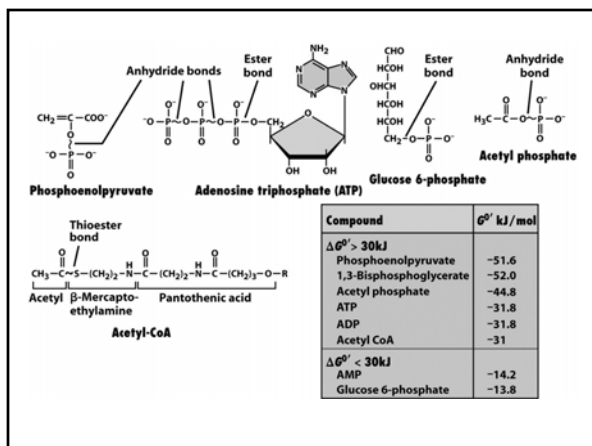 Anhydride bonds
Ester
bond
NH₂
CHO
HCOH
HOCH
HCOH
HCOH
H₂C—O—P—O⁻
Ester
bond
Anhydride
bond
H₂C=C—COO⁻
Phosphoenolpyruvate
⁻O—P~O—P~O—P—OCH₂
OH OH
Adenosine triphosphate (ATP)
Glucose 6-phosphate
H₃C—C—O~P—O⁻
Acetyl phosphate
Thioester
bond
CH₃—C~S—(CH₂)₂—N—C—(CH₂)₂—N—C—(CH₂)₃—O—R
Acetyl
β-Mercapto-
ethylamine
Pantothenic acid
Acetyl-CoA
Compound G⁰′ kJ/mol
ΔG⁰′> 30kJ
Phosphoenolpyruvate −51.6
1,3-Bisphosphoglycerate −52.0
Acetyl phosphate −44.8
ATP −31.8
ADP −31.8
Acetyl CoA −31
ΔG⁰′ < 30kJ
AMP −14.2
Glucose 6-phosphate −13.8